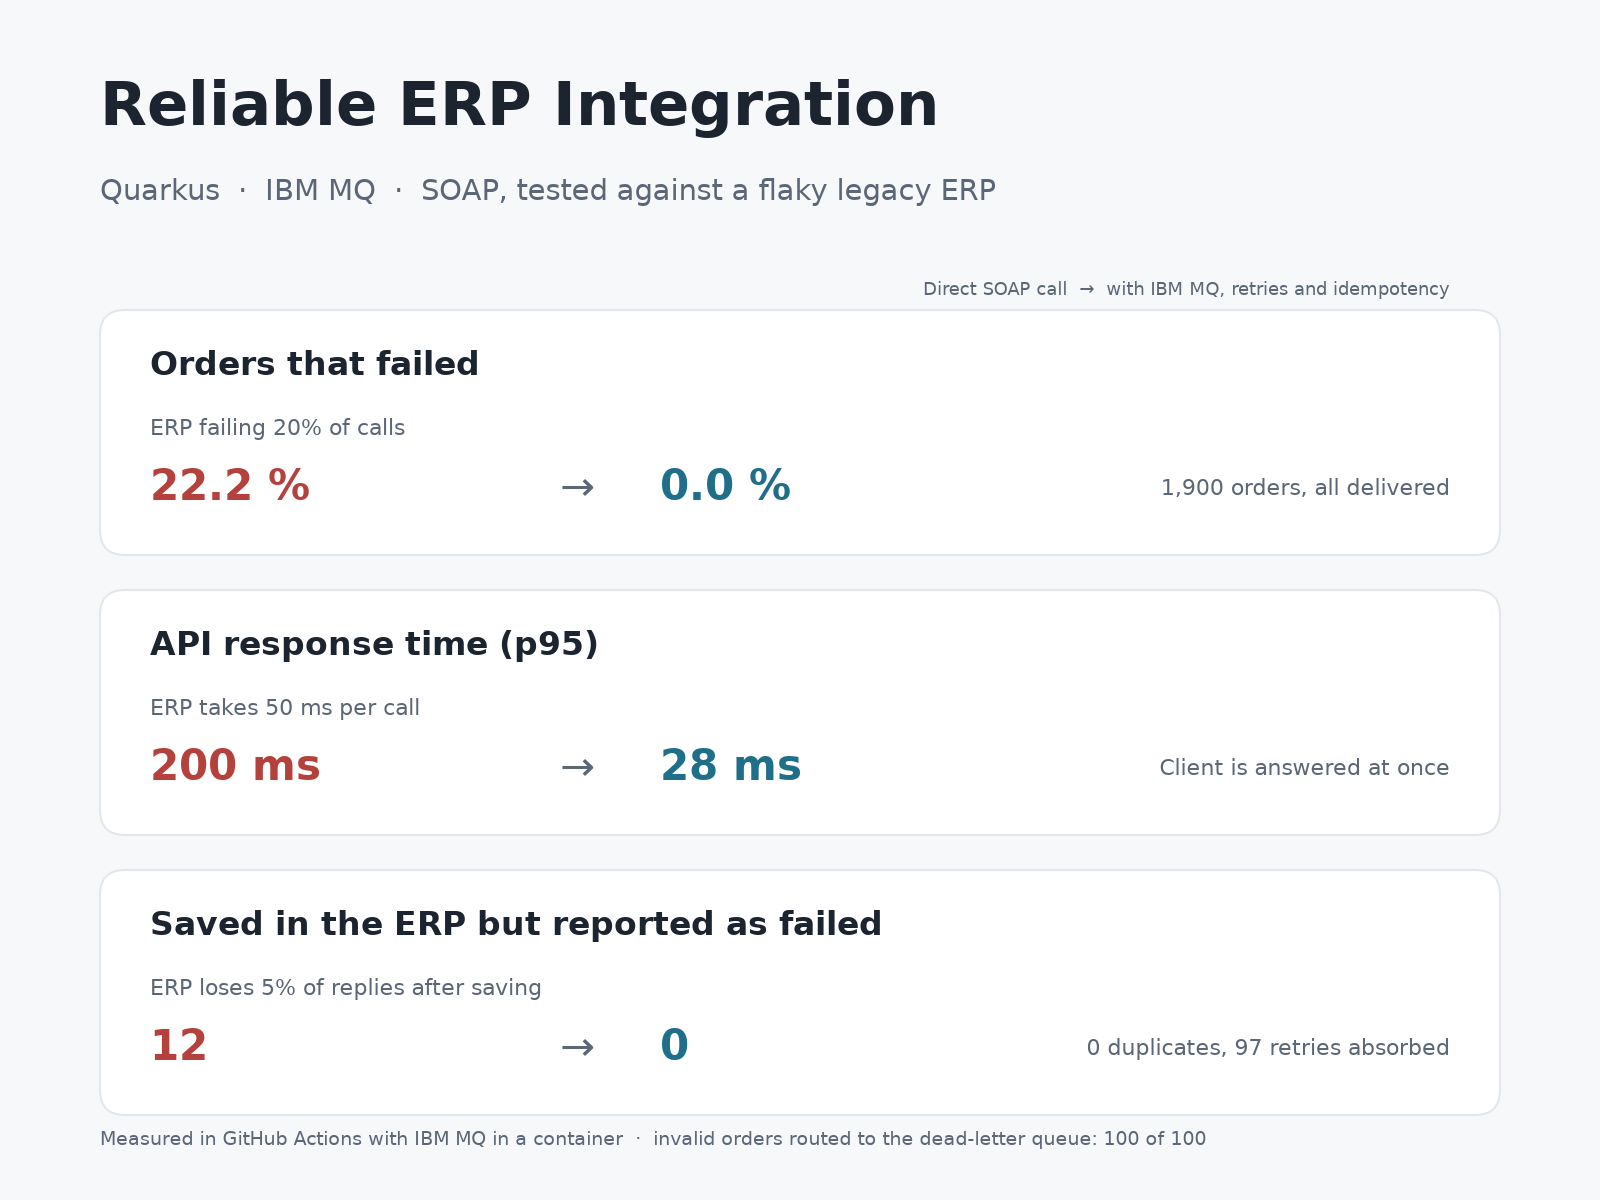 Reliable ERP Integration
Quarkus · IBM MQ · SOAP, tested against a flaky legacy ERP
Direct SOAP call → with IBM MQ, retries and idempotency
Orders that failed
ERP failing 20% of calls
22.2 % → 0.0 % 1,900 orders, all delivered
API response time (p95)
ERP takes 50 ms per call
200 ms → 28 ms Client is answered at once
Saved in the ERP but reported as failed
ERP loses 5% of replies after saving
12 → 0 0 duplicates, 97 retries absorbed
Measured in GitHub Actions with IBM MQ in a container · invalid orders routed to the dead-letter queue: 100 of 100